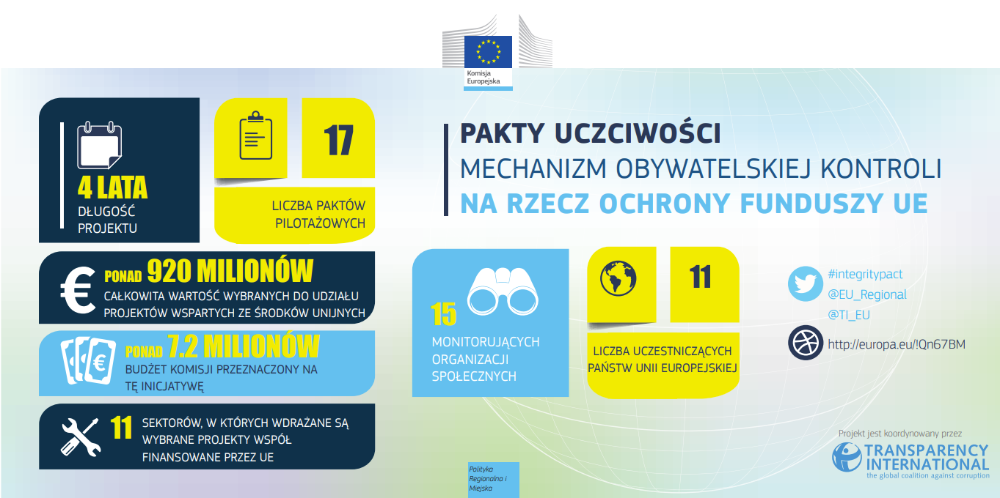 Komisja
Europejska
4 LATA
DŁUGOŚĆ
PROJEKTU
17
LICZBA PAKTÓW
PILOTAŻOWYCH
PONAD 920 MILIONÓW
CAŁKOWITA WARTOŚĆ WYBRANYCH DO UDZIAŁU
PROJEKTÓW WSPARTYCH ZE ŚRODKÓW UNIJNYCH
PONAD 7.2 MILIONÓW
BUDŻET KOMISJI PRZEZNACZONY NA
TĘ INICJATYWĘ
11
SEKTORÓW, W KTÓRYCH WDRAŻANE SĄ
WYBRANE PROJEKTY WSPÓŁ
FINANSOWANE PRZEZ UE
PAKTY UCZCIWOŚCI
MECHANIZM OBYWATELSKIEJ KONTROLI
NA RZECZ OCHRONY FUNDUSZY UE
15
MONITORUJĄCYCH
ORGANIZACJI
SPOŁECZNYCH
11
LICZBA UCZESTNICZĄCYCH
PAŃSTW UNII EUROPEJSKIEJ
#integritypact
@EU_Regional
@TI_EU
http://europa.eu/!Qn67BM
Projekt jest koordynowany przez
TRANSPARENCY
INTERNATIONAL
the global coalition against corruption
Polityka
Regionalna i
Miejska